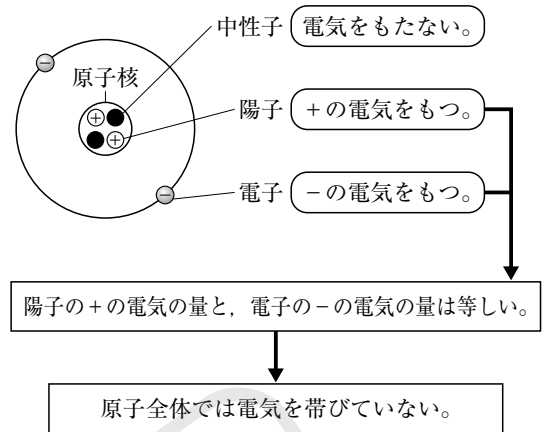 中性子 電気をもたない。
原子核
陽子 +の電気をもつ。
電子 −の電気をもつ。
陽子の+の電気の量と，電子の−の電気の量は等しい。
原子全体では電気を帯びていない。